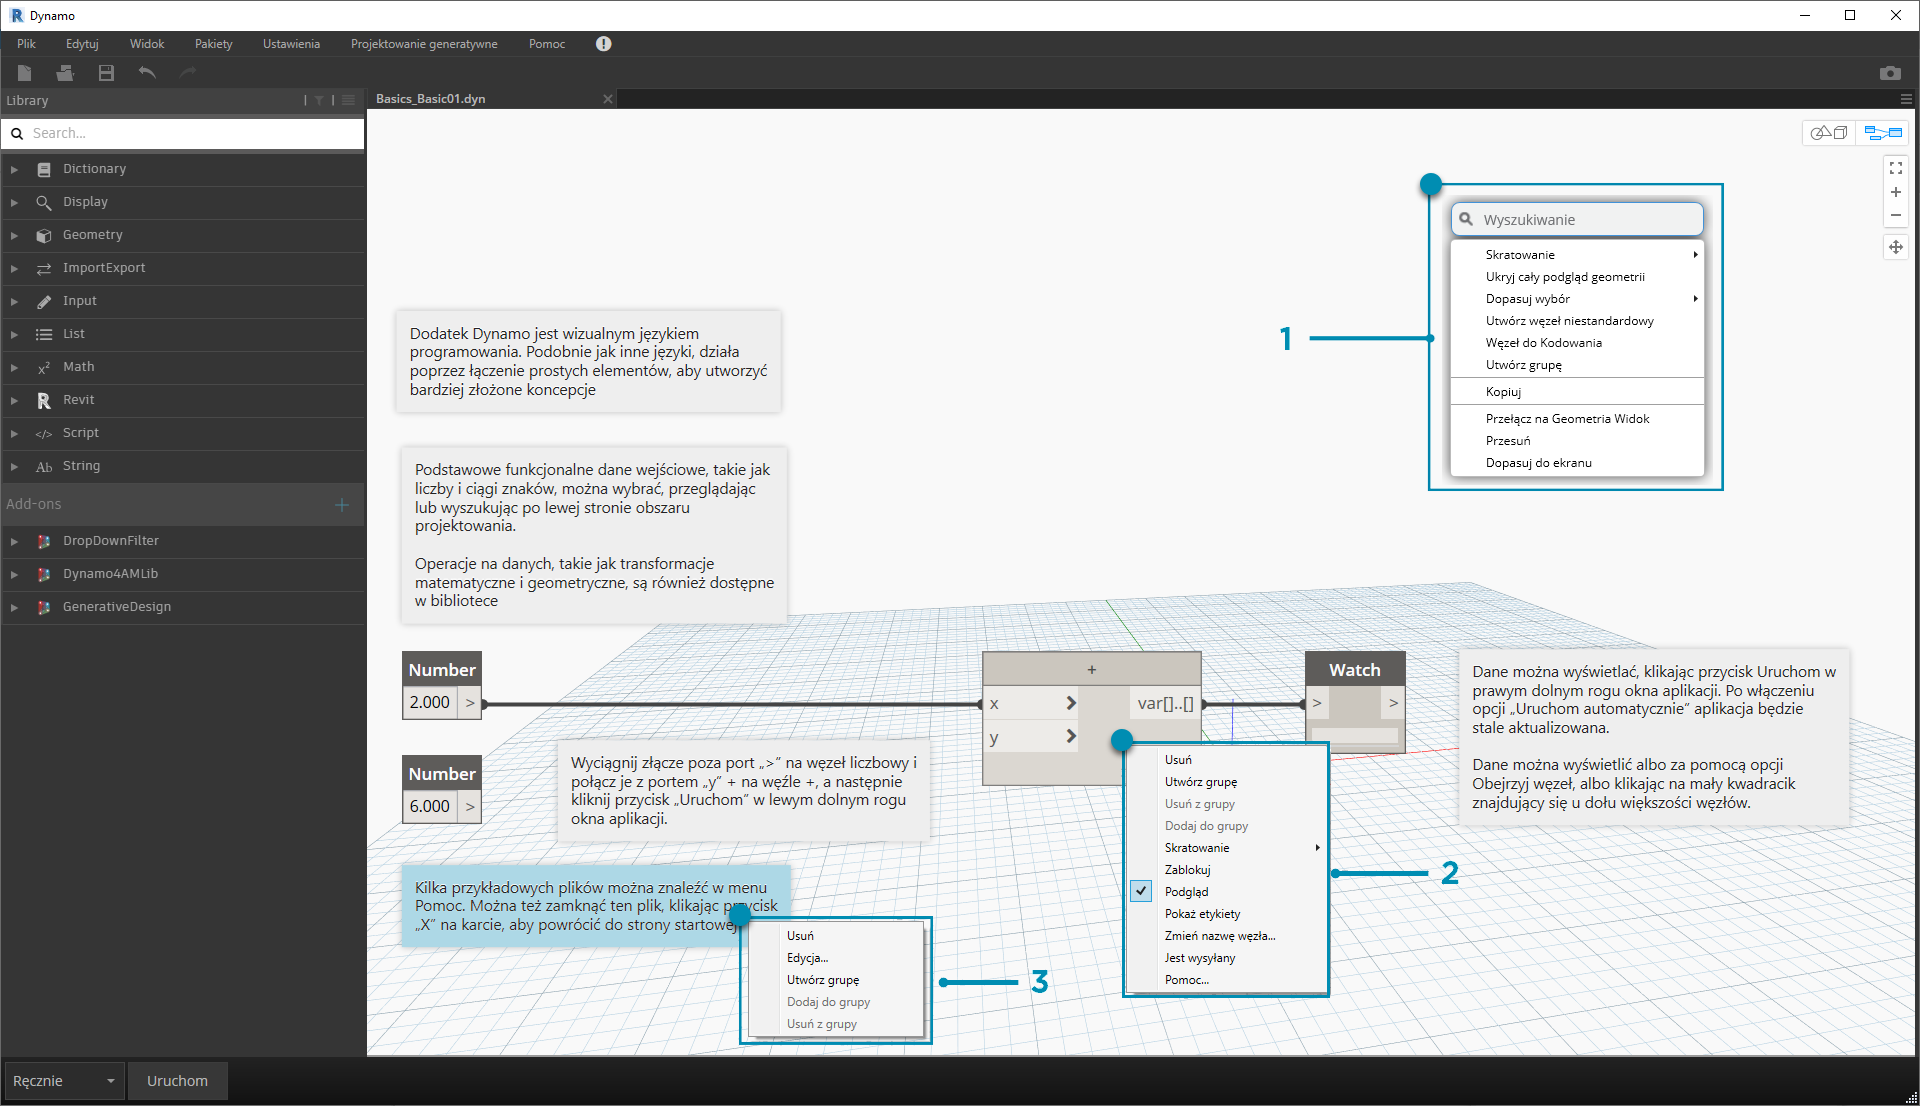 Dynamo
Plik Edytuj Widok Pakiety Ustawienia Projektowanie generatywne Pomoc
Library
Basics_Basic01.dyn
Search...
Dictionary
Display
Geometry
ImportExport
Input
List
Math
Revit
Script
String
Add-ons
DropDownFilter
Dynamo4AMLib
GenerativeDesign
Dodatek Dynamo jest wizualnym językiem
programowania. Podobnie jak inne języki, działa
poprzez łączenie prostych elementów, aby utworzyć
bardziej złożone koncepcje
Podstawowe funkcjonalne dane wejściowe, takie jak
liczby i ciągi znaków, można wybrać, przeglądając
lub wyszukując po lewej stronie obszaru
projektowania.
Operacje na danych, takie jak transformacje
matematyczne i geometryczne, są również dostępne
w bibliotece
1
Wyszukiwanie
Skratowanie
Ukryj cały podgląd geometrii
Dopasuj wybór
Utwórz węzeł niestandardowy
Węzeł do Kodowania
Utwórz grupę
Kopiuj
Przełącz na Geometria Widok
Przesuń
Dopasuj do ekranu
Number
2.000 >
Number
6.000 >
+
x
y
var[]..[]
Watch
> >
Wyciągnij złącze poza port „>” na węzeł liczbowy i
połącz je z portem „y” + na węźle +, a następnie
kliknij przycisk „Uruchom” w lewym dolnym rogu
okna aplikacji.
Dane można wyświetlać, klikając przycisk Uruchom w
prawym dolnym rogu okna aplikacji. Po włączeniu
opcji „Uruchom automatycznie” aplikacja będzie
stale aktualizowana.
Dane można wyświetlić albo za pomocą opcji
Obejrzyj węzeł, albo klikając na mały kwadracik
znajdujący się u dołu większości węzłów.
Usuń
Utwórz grupę
Usuń z grupy
Dodaj do grupy
Skratowanie
Zablokuj
Podgląd
Pokaż etykiety
Zmień nazwę węzła...
Jest wysyłany
Pomoc...
2
Kilka przykładowych plików można znaleźć w menu
Pomoc. Można też zamknąć ten plik, klikając przycisk
„X” na karcie, aby powrócić do strony startowej
Usuń
Edycja...
Utwórz grupę
Dodaj do grupy
Usuń z grupy
3
Ręcznie
Uruchom